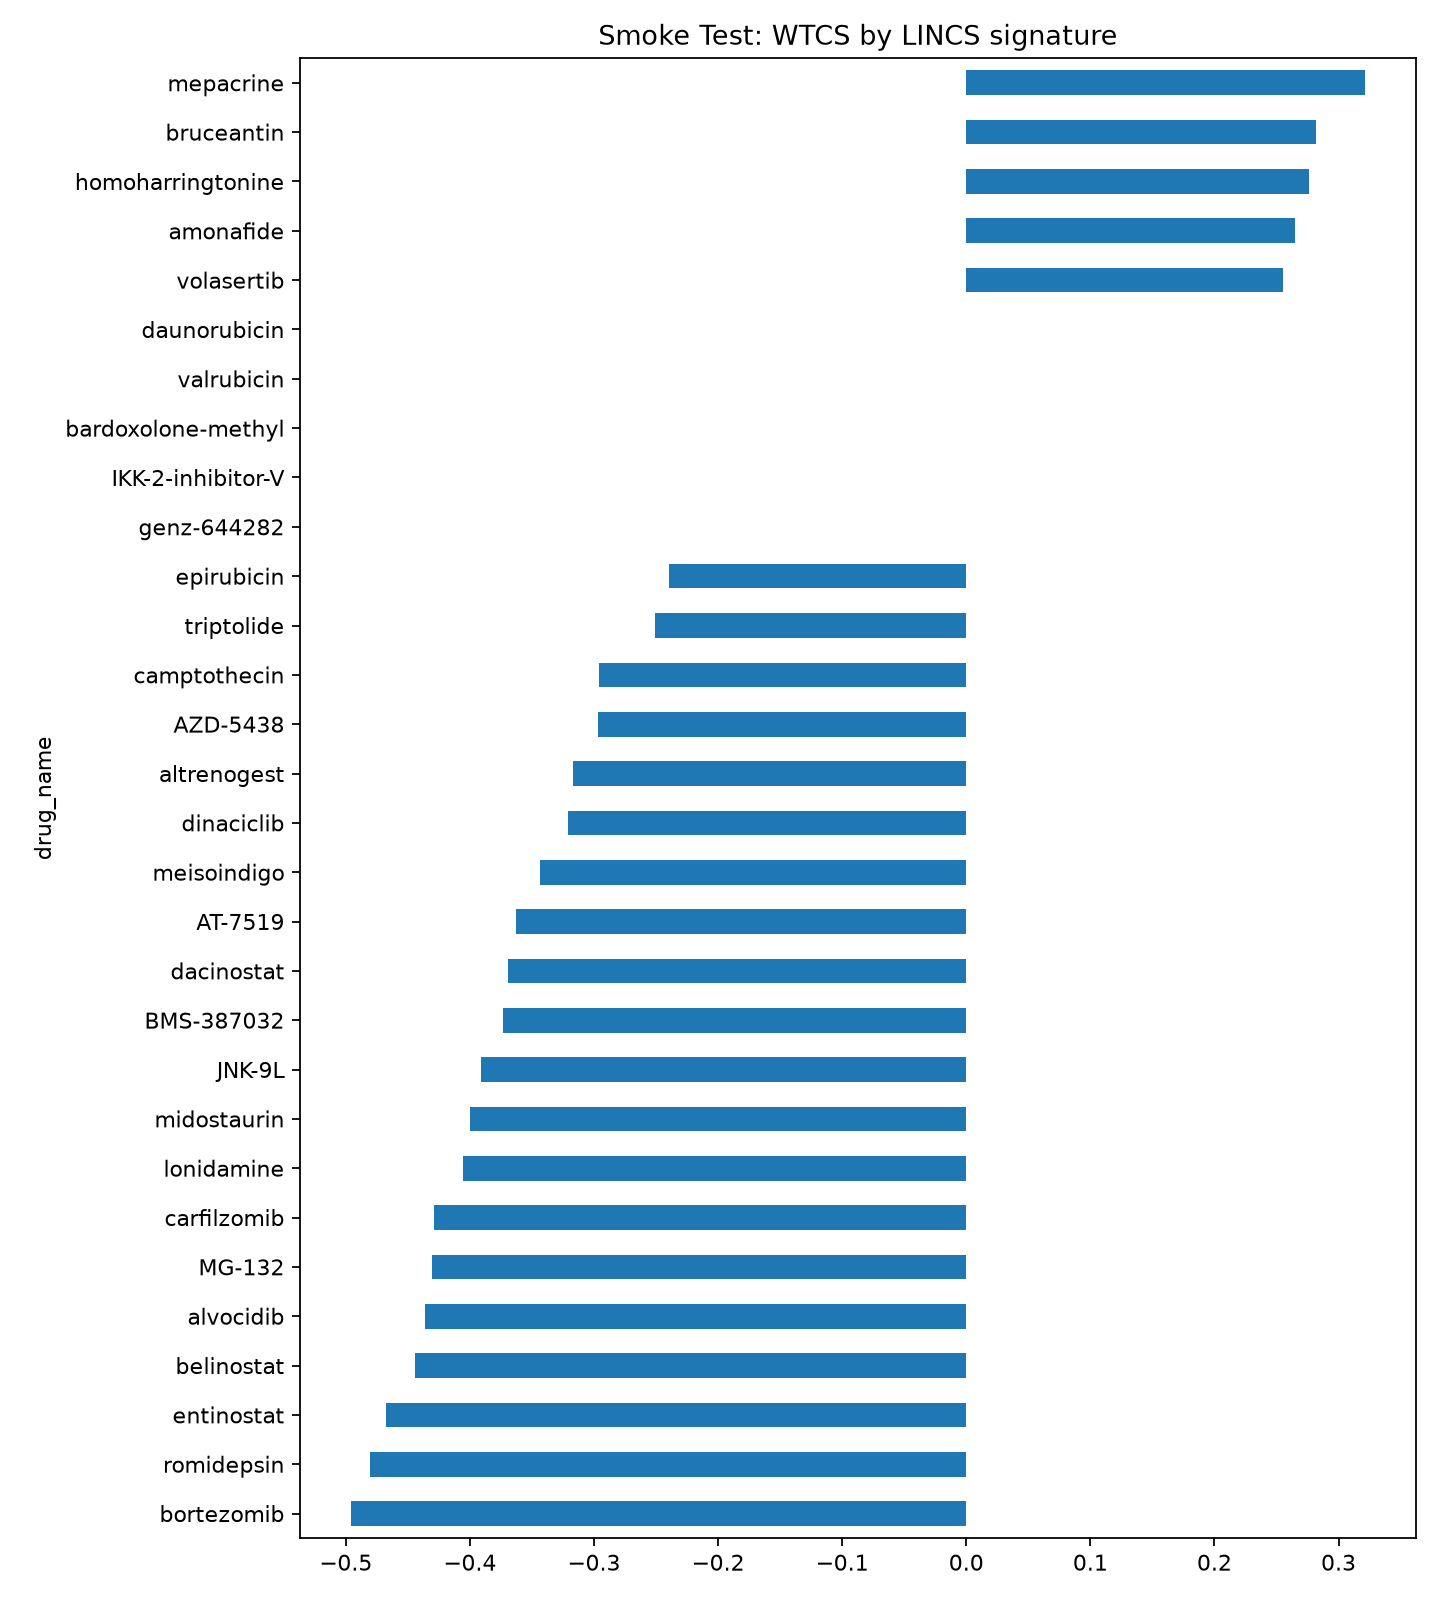 Smoke Test: WTCS by LINCS signature
mepacrine
bruceantin
homoharringtonine
amonafide
volasertib
daunorubicin
valrubicin
bardoxolone-methyl
IKK-2-inhibitor-V
genz-644282
epirubicin
triptolide
camptothecin
AZD-5438
altrenogest
dinaciclib
meisoindigo
AT-7519
dacinostat
BMS-387032
JNK-9L
midostaurin
lonidamine
carfilzomib
MG-132
alvocidib
belinostat
entinostat
romidepsin
bortezomib
drug_name
−0.5 −0.4 −0.3 −0.2 −0.1 0.0 0.1 0.2 0.3